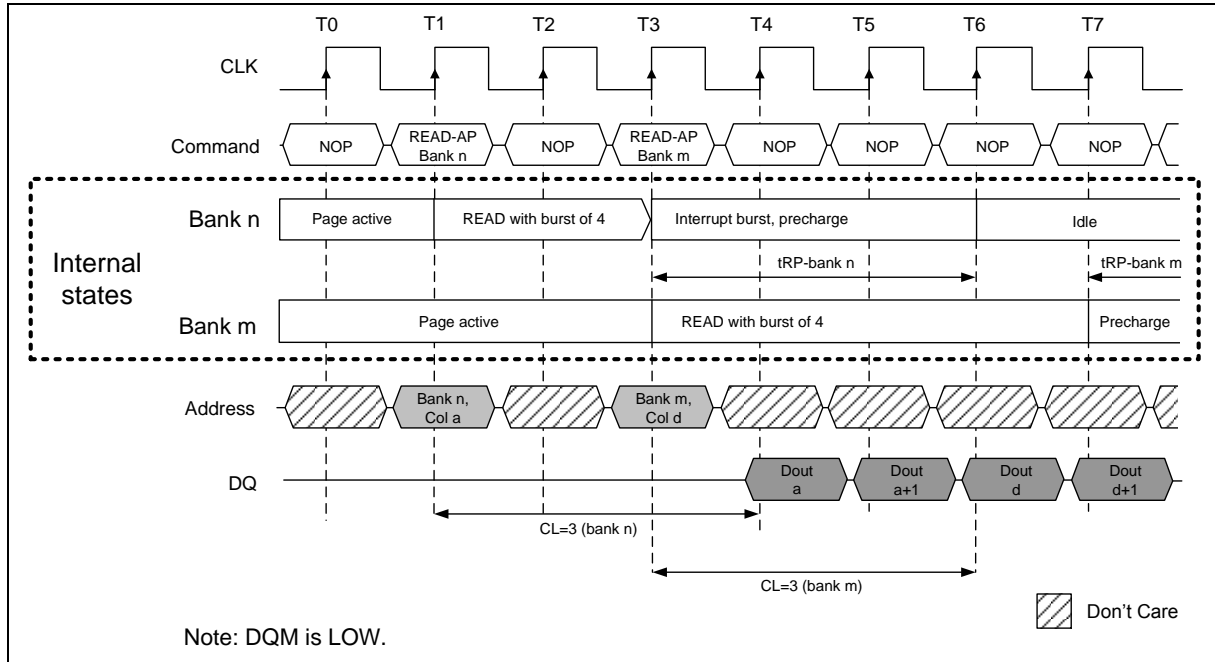 T0 T1 T2 T3 T4 T5 T6 T7
CLK
Command
NOP
READ-AP
Bank n
NOP
READ-AP
Bank m
NOP
NOP
NOP
NOP
Internal
states
Bank n
Page active
READ with burst of 4
Interrupt burst, precharge
Idle
tRP-bank n
tRP-bank m
Bank m
Page active
READ with burst of 4
Precharge
Address
Bank n,
Col a
Bank m,
Col d
DQ
Dout
a
Dout
a+1
Dout
d
Dout
d+1
CL=3 (bank n)
CL=3 (bank m)
Don't Care
Note: DQM is LOW.